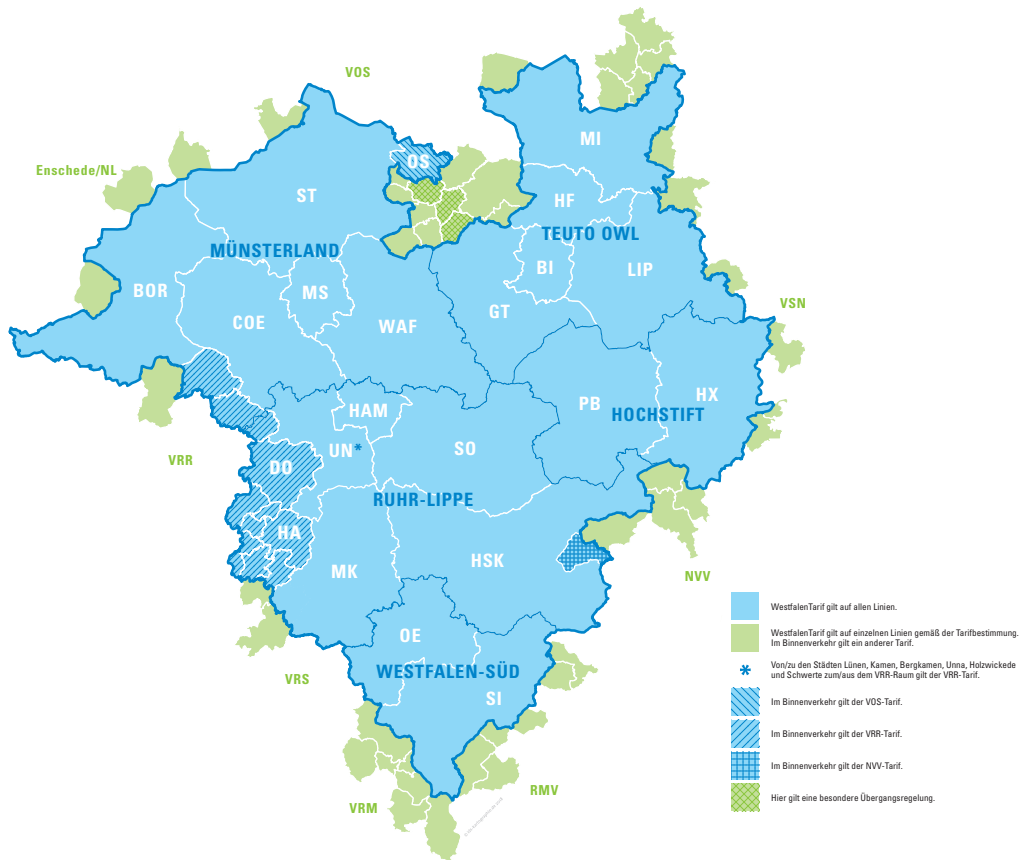 VOS
MI
OS
Enschede/NL
ST
HF
TEUTO OWL
MÜNSTERLAND
BI
LIP
BOR
MS
GT
VSN
COE
WAF
HX
PB
HAM
HOCHSTIFT
UN*
SO
VRR
DO
RUHR-LIPPE
HA
HSK
MK
NVV
WestfalenTarif gilt auf allen Linien.
WestfalenTarif gilt auf einzelnen Linien gemäß der Tarifbestimmung.
Im Binnenverkehr gilt ein anderer Tarif.
* Von/zu den Städten Lünen, Kamen, Bergkamen, Unna, Holzwickede
und Schwerte zum/aus dem VRR-Raum gilt der VRR-Tarif.
Im Binnenverkehr gilt der VOS-Tarif.
Im Binnenverkehr gilt der VRR-Tarif.
Im Binnenverkehr gilt der NVV-Tarif.
Hier gilt eine besondere Übergangsregelung.
OE
WESTFALEN-SÜD
VRS
SI
RMV
VRM